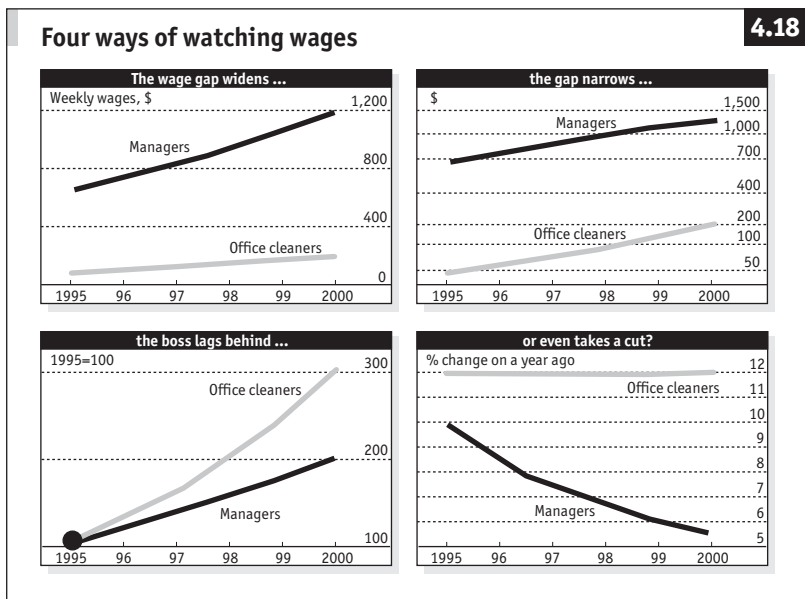 4.18
Four ways of watching wages
The wage gap widens ...
Weekly wages, $
1,200
Managers
800
400
Office cleaners
0
1995 96 97 98 99 2000
the gap narrows ...
$
1,500
Managers
1,000
700
400
200
Office cleaners
100
50
1995 96 97 98 99 2000
the boss lags behind ...
1995=100
300
Office cleaners
200
Managers
100
1995 96 97 98 99 2000
or even takes a cut?
% change on a year ago
12
Office cleaners
11
10
9
8
7
Managers
6
5
1995 96 97 98 99 2000